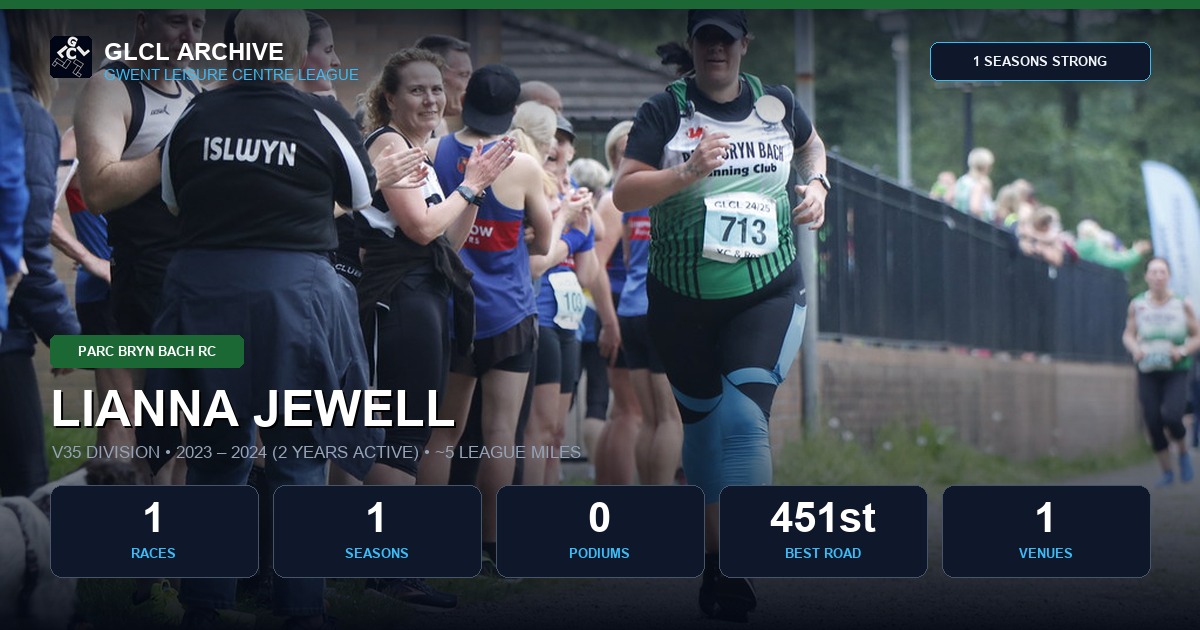 GLCL ARCHIVE
GWENT LEISURE CENTRE LEAGUE
1 SEASONS STRONG
ISLWYN
BRYN BACH
nning Club
GLCL 24/25
713
CLUB
PARC BRYN BACH RC
LIANNA JEWELL
V35 DIVISION • 2023 – 2024 (2 YEARS ACTIVE) • ~5 LEAGUE MILES
1
RACES
1
SEASONS
0
PODIUMS
451st
BEST ROAD
1
VENUES